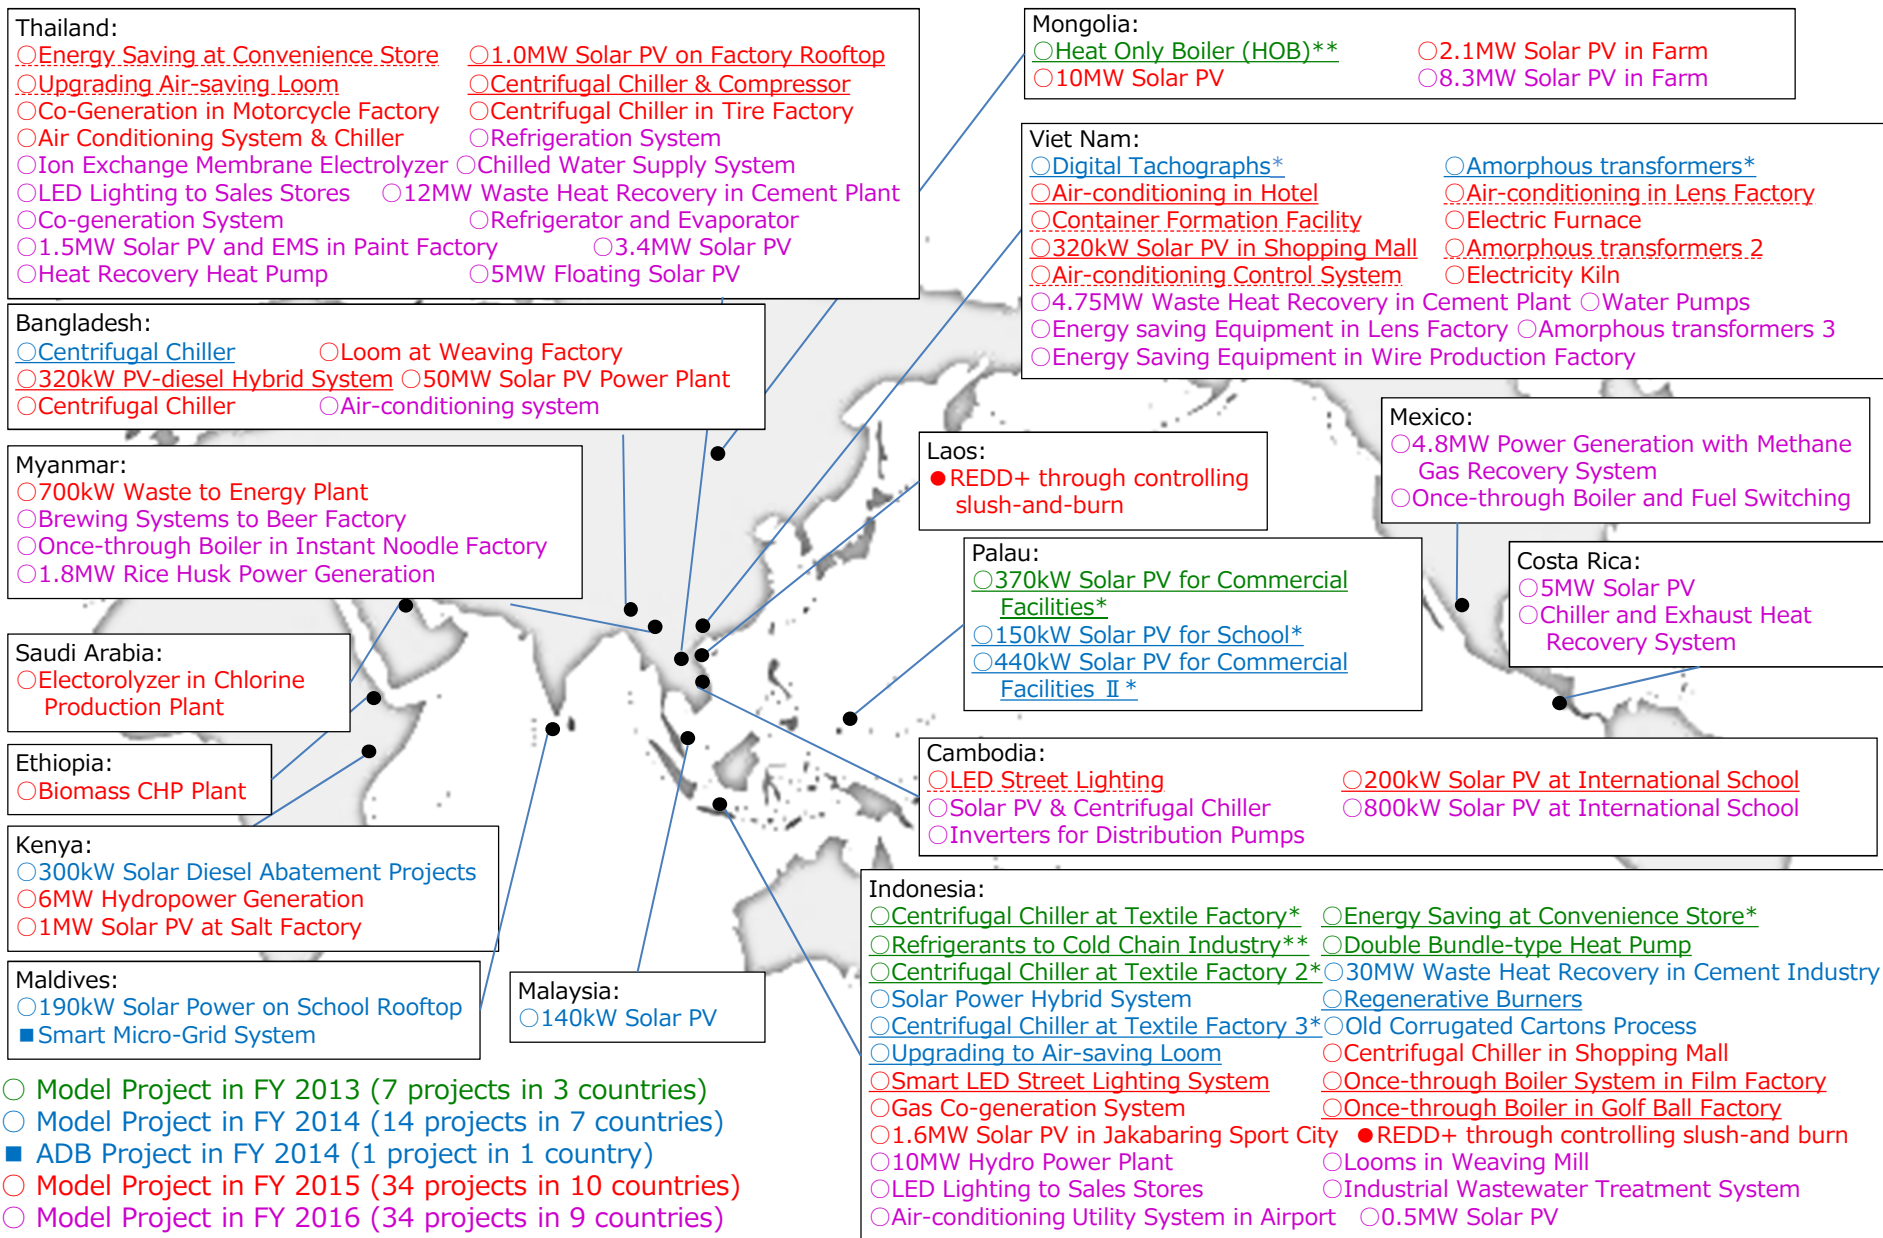 Thailand:
○Energy Saving at Convenience Store ○1.0MW Solar PV on Factory Rooftop
○Upgrading Air-saving Loom ○Centrifugal Chiller & Compressor
○Co-Generation in Motorcycle Factory ○Centrifugal Chiller in Tire Factory
○Air Conditioning System & Chiller ○Refrigeration System
○Ion Exchange Membrane Electrolyzer ○Chilled Water Supply System
○LED Lighting to Sales Stores ○12MW Waste Heat Recovery in Cement Plant
○Co-generation System ○Refrigerator and Evaporator
○1.5MW Solar PV and EMS in Paint Factory ○3.4MW Solar PV
○Heat Recovery Heat Pump ○5MW Floating Solar PV
Mongolia:
○Heat Only Boiler (HOB)** ○2.1MW Solar PV in Farm
○10MW Solar PV ○8.3MW Solar PV in Farm
Viet Nam:
○Digital Tachographs* ○Amorphous transformers*
○Air-conditioning in Hotel ○Air-conditioning in Lens Factory
○Container Formation Facility ○Electric Furnace
○320kW Solar PV in Shopping Mall ○Amorphous transformers 2
○Air-conditioning Control System ○Electricity Kiln
○4.75MW Waste Heat Recovery in Cement Plant ○Water Pumps
○Energy saving Equipment in Lens Factory ○Amorphous transformers 3
○Energy Saving Equipment in Wire Production Factory
Bangladesh:
○Centrifugal Chiller ○Loom at Weaving Factory
○320kW PV-diesel Hybrid System ○50MW Solar PV Power Plant
○Centrifugal Chiller ○Air-conditioning system
Myanmar:
○700kW Waste to Energy Plant
○Brewing Systems to Beer Factory
○Once-through Boiler in Instant Noodle Factory
○1.8MW Rice Husk Power Generation
Laos:
●REDD+ through controlling
slush-and-burn
Mexico:
○4.8MW Power Generation with Methane
Gas Recovery System
○Once-through Boiler and Fuel Switching
Palau:
○370kW Solar PV for Commercial
Facilities*
○150kW Solar PV for School*
○440kW Solar PV for Commercial
Facilities Ⅱ*
Costa Rica:
○5MW Solar PV
○Chiller and Exhaust Heat
Recovery System
Saudi Arabia:
○Electorolyzer in Chlorine
Production Plant
Ethiopia:
○Biomass CHP Plant
Cambodia:
○LED Street Lighting ○200kW Solar PV at International School
○Solar PV & Centrifugal Chiller ○800kW Solar PV at International School
○Inverters for Distribution Pumps
Kenya:
○300kW Solar Diesel Abatement Projects
○6MW Hydropower Generation
○1MW Solar PV at Salt Factory
Maldives:
○190kW Solar Power on School Rooftop
■Smart Micro-Grid System
Malaysia:
○140kW Solar PV
Indonesia:
○Centrifugal Chiller at Textile Factory* ○Energy Saving at Convenience Store*
○Refrigerants to Cold Chain Industry** ○Double Bundle-type Heat Pump
○Centrifugal Chiller at Textile Factory 2* ○30MW Waste Heat Recovery in Cement Industry
○Solar Power Hybrid System ○Regenerative Burners
○Centrifugal Chiller at Textile Factory 3* ○Old Corrugated Cartons Process
○Upgrading to Air-saving Loom ○Centrifugal Chiller in Shopping Mall
○Smart LED Street Lighting System ○Once-through Boiler System in Film Factory
○Gas Co-generation System ○Once-through Boiler in Golf Ball Factory
○1.6MW Solar PV in Jakabaring Sport City ●REDD+ through controlling slush-and burn
○10MW Hydro Power Plant ○Looms in Weaving Mill
○LED Lighting to Sales Stores ○Industrial Wastewater Treatment System
○Air-conditioning Utility System in Airport ○0.5MW Solar PV
○ Model Project in FY 2013 (7 projects in 3 countries)
○ Model Project in FY 2014 (14 projects in 7 countries)
■ ADB Project in FY 2014 (1 project in 1 country)
○ Model Project in FY 2015 (34 projects in 10 countries)
○ Model Project in FY 2016 (34 projects in 9 countries)